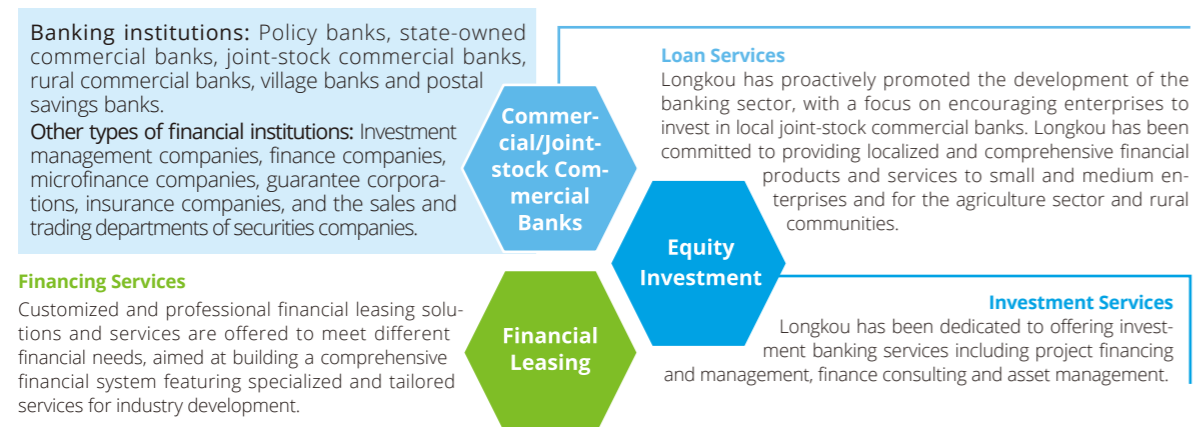 Banking institutions: Policy banks, state-owned
commercial banks, joint-stock commercial banks,
rural commercial banks, village banks and postal
savings banks.
Other types of financial institutions: Investment
management companies, finance companies,
microfinance companies, guarantee corpora-
tions, insurance companies, and the sales and
trading departments of securities companies.
Commer-
cial/Joint-
stock Com-
mercial
Banks
Loan Services
Longkou has proactively promoted the development of the
banking sector, with a focus on encouraging enterprises to
invest in local joint-stock commercial banks. Longkou has been
committed to providing localized and comprehensive financial
products and services to small and medium en-
terprises and for the agriculture sector and rural
communities.
Equity
Investment
Financing Services
Customized and professional financial leasing solu-
tions and services are offered to meet different
financial needs, aimed at building a comprehensive
financial system featuring specialized and tailored
services for industry development.
Financial
Leasing
Investment Services
Longkou has been dedicated to offering invest-
ment banking services including project financing
and management, finance consulting and asset management.